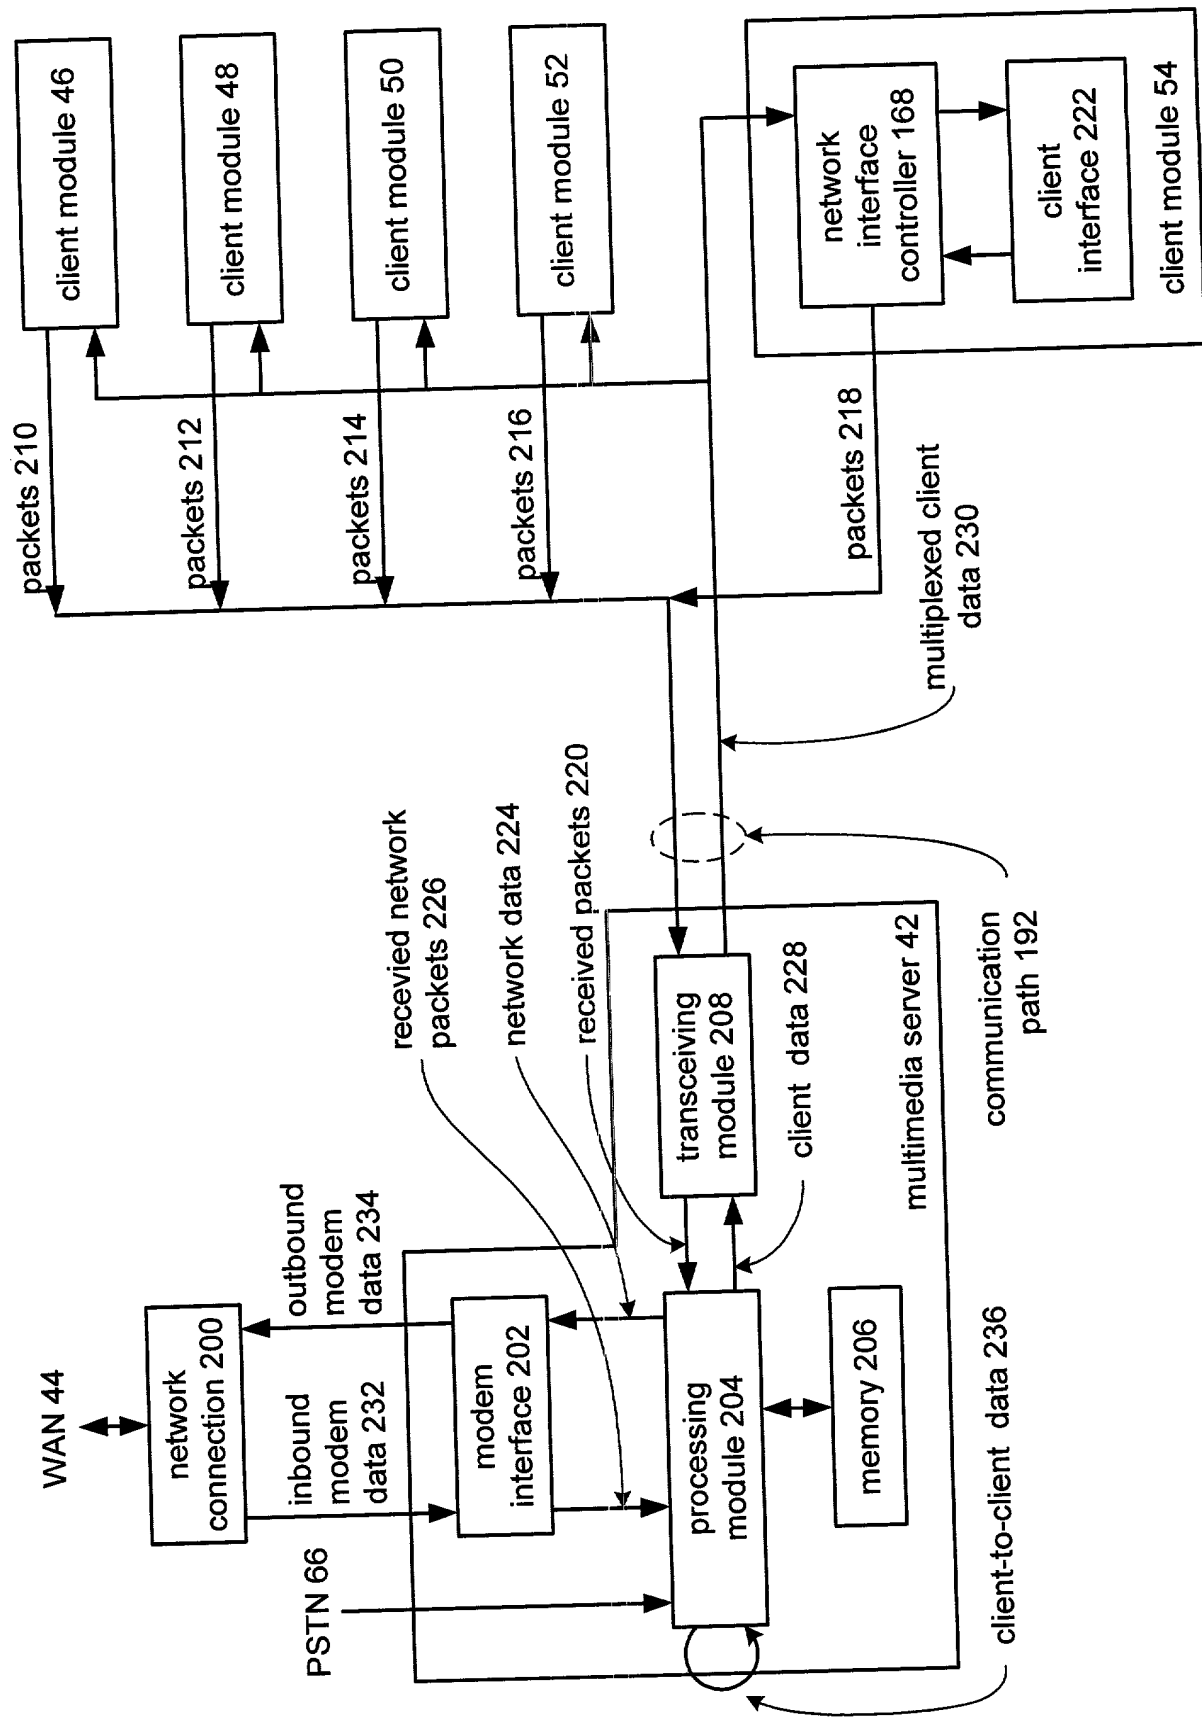 WAN 44
network
connection 200
inbound
modem
data 232
outbound
modem
data 234
PSTN 66
modem
interface 202
recevied network
packets 226
network data 224
received packets 220
processing
module 204
memory 206
transceiving
module 208
client data 228
multimedia server 42
client-to-client data 236
communication
path 192
multiplexed client
data 230
packets 210
packets 212
packets 214
packets 216
packets 218
client module 46
client module 48
client module 50
client module 52
network
interface
controller 168
client
interface 222
client module 54